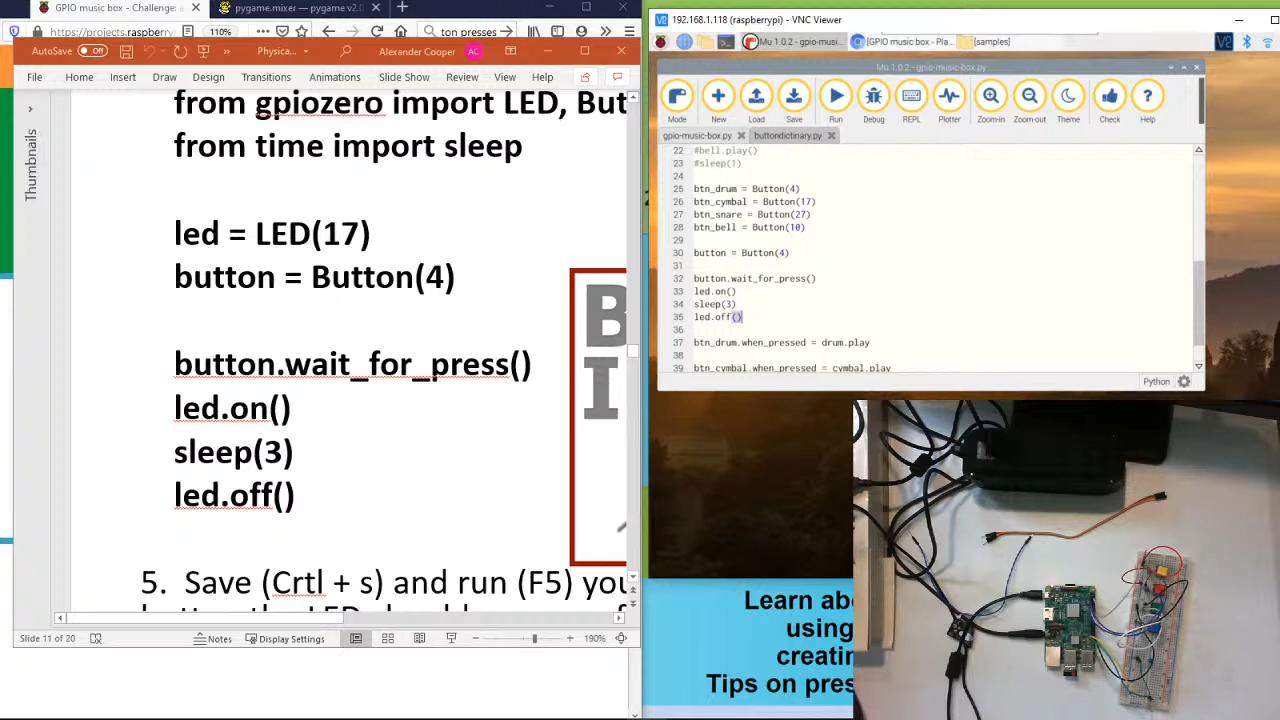 GPIO music box - Challenge:
pygame.mixer — pygame v2.0
https://projects.raspberry
110%
ton presses
AutoSave
Off
Physica...
Alexander Cooper
AC
File
Home
Insert
Draw
Design
Transitions
Animations
Slide Show
Review
View
Help
Thumbnails
from gpiozero import LED, But
from time import sleep
led = LED(17)
button = Button(4)
button.wait_for_press()
led.on()
sleep(3)
led.off()
B
I
5. Save (Crtl + s) and run (F5) you
Slide 11 of 20
Notes
Display Settings
190%
192.168.1.118 (raspberrypi) - VNC Viewer
Mu 1.0.2 - gpio-musi...
[GPIO music box - Pla...
[samples]
Mu 1.0.2 - gpio-music-box.py
Mode
New
Load
Save
Run
Debug
REPL
Plotter
Zoom-in
Zoom-out
Theme
Check
Help
gpio-music-box.py
buttondictinary.py
22 #bell.play()
23 #sleep(1)
24
25 btn_drum = Button(4)
26 btn_cymbal = Button(17)
27 btn_snare = Button(27)
28 btn_bell = Button(10)
29
30 button = Button(4)
31
32 button.wait_for_press()
33 led.on()
34 sleep(3)
35 led.off()
36
37 btn_drum.when_pressed = drum.play
38
39 btn_cymbal.when_pressed = cymbal.play
Python
Learn abo
using
creatin
Tips on pres